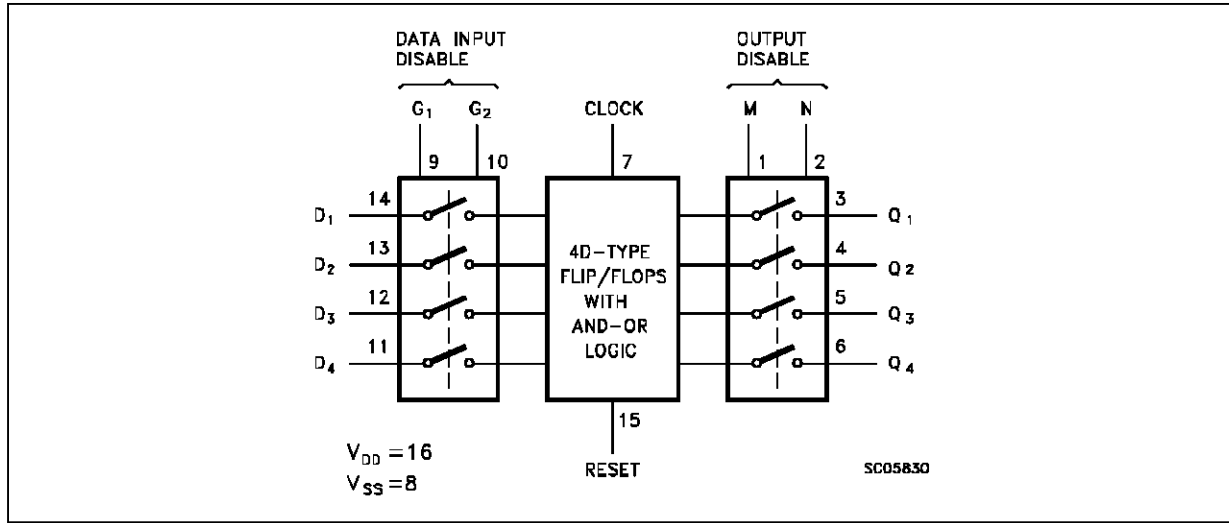 DATA INPUT
DISABLE
OUTPUT
DISABLE
G₁ G₂
CLOCK
M N
9 10
7
1 2
D₁ 14
3 Q₁
D₂ 13
4 Q₂
D₃ 12
5 Q₃
D₄ 11
6 Q₄
4D-TYPE
FLIP/FLOPS
WITH
AND-OR
LOGIC
15
RESET
V_DD =16
V_SS =8
SC05830